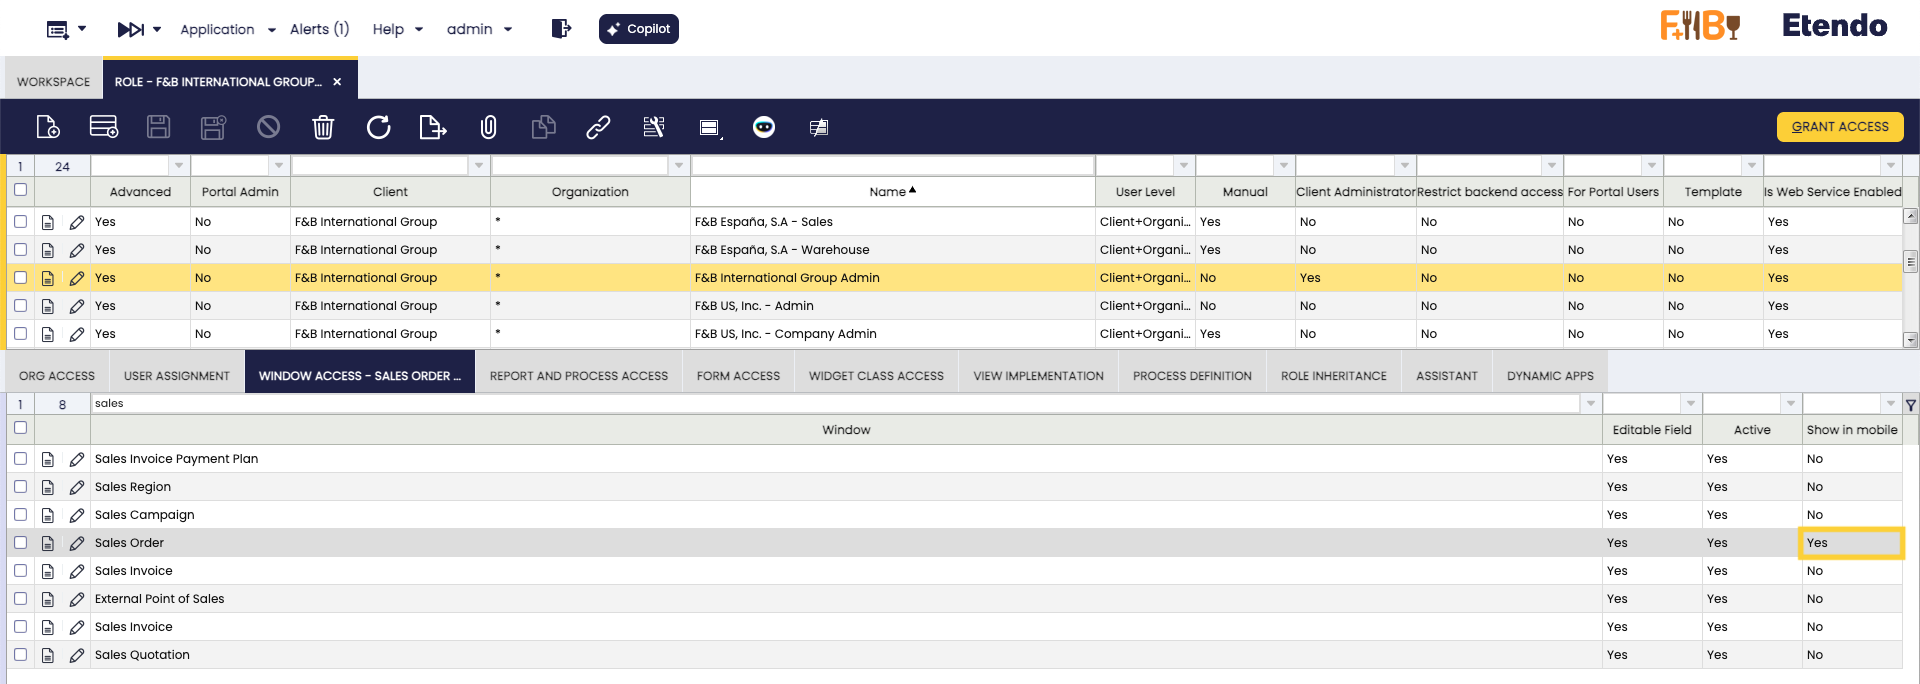 Application Alerts (1) Help admin Copilot F&B Etendo
WORKSPACE ROLE - F&B INTERNATIONAL GROUP... ×
GRANT ACCESS
1 24
Advanced Portal Admin Client Organization Name User Level Manual Client Administrator Restrict backend access For Portal Users Template Is Web Service Enabled
Yes No F&B International Group * F&B España, S.A - Sales Client+Organi... Yes No No No No Yes
Yes No F&B International Group * F&B España, S.A - Warehouse Client+Organi... Yes No No No No Yes
Yes No F&B International Group * F&B International Group Admin Client+Organi... No Yes No No No Yes
Yes No F&B International Group * F&B US, Inc. - Admin Client+Organi... No No No No No Yes
Yes No F&B International Group * F&B US, Inc. - Company Admin Client+Organi... Yes No No No No Yes
ORG ACCESS USER ASSIGNMENT WINDOW ACCESS - SALES ORDER ... REPORT AND PROCESS ACCESS FORM ACCESS WIDGET CLASS ACCESS VIEW IMPLEMENTATION PROCESS DEFINITION ROLE INHERITANCE ASSISTANT DYNAMIC APPS
1 8 sales
Window Editable Field Active Show in mobile
Sales Invoice Payment Plan Yes Yes No
Sales Region Yes Yes No
Sales Campaign Yes Yes No
Sales Order Yes Yes Yes
Sales Invoice Yes Yes No
External Point of Sales Yes Yes No
Sales Invoice Yes Yes No
Sales Quotation Yes Yes No